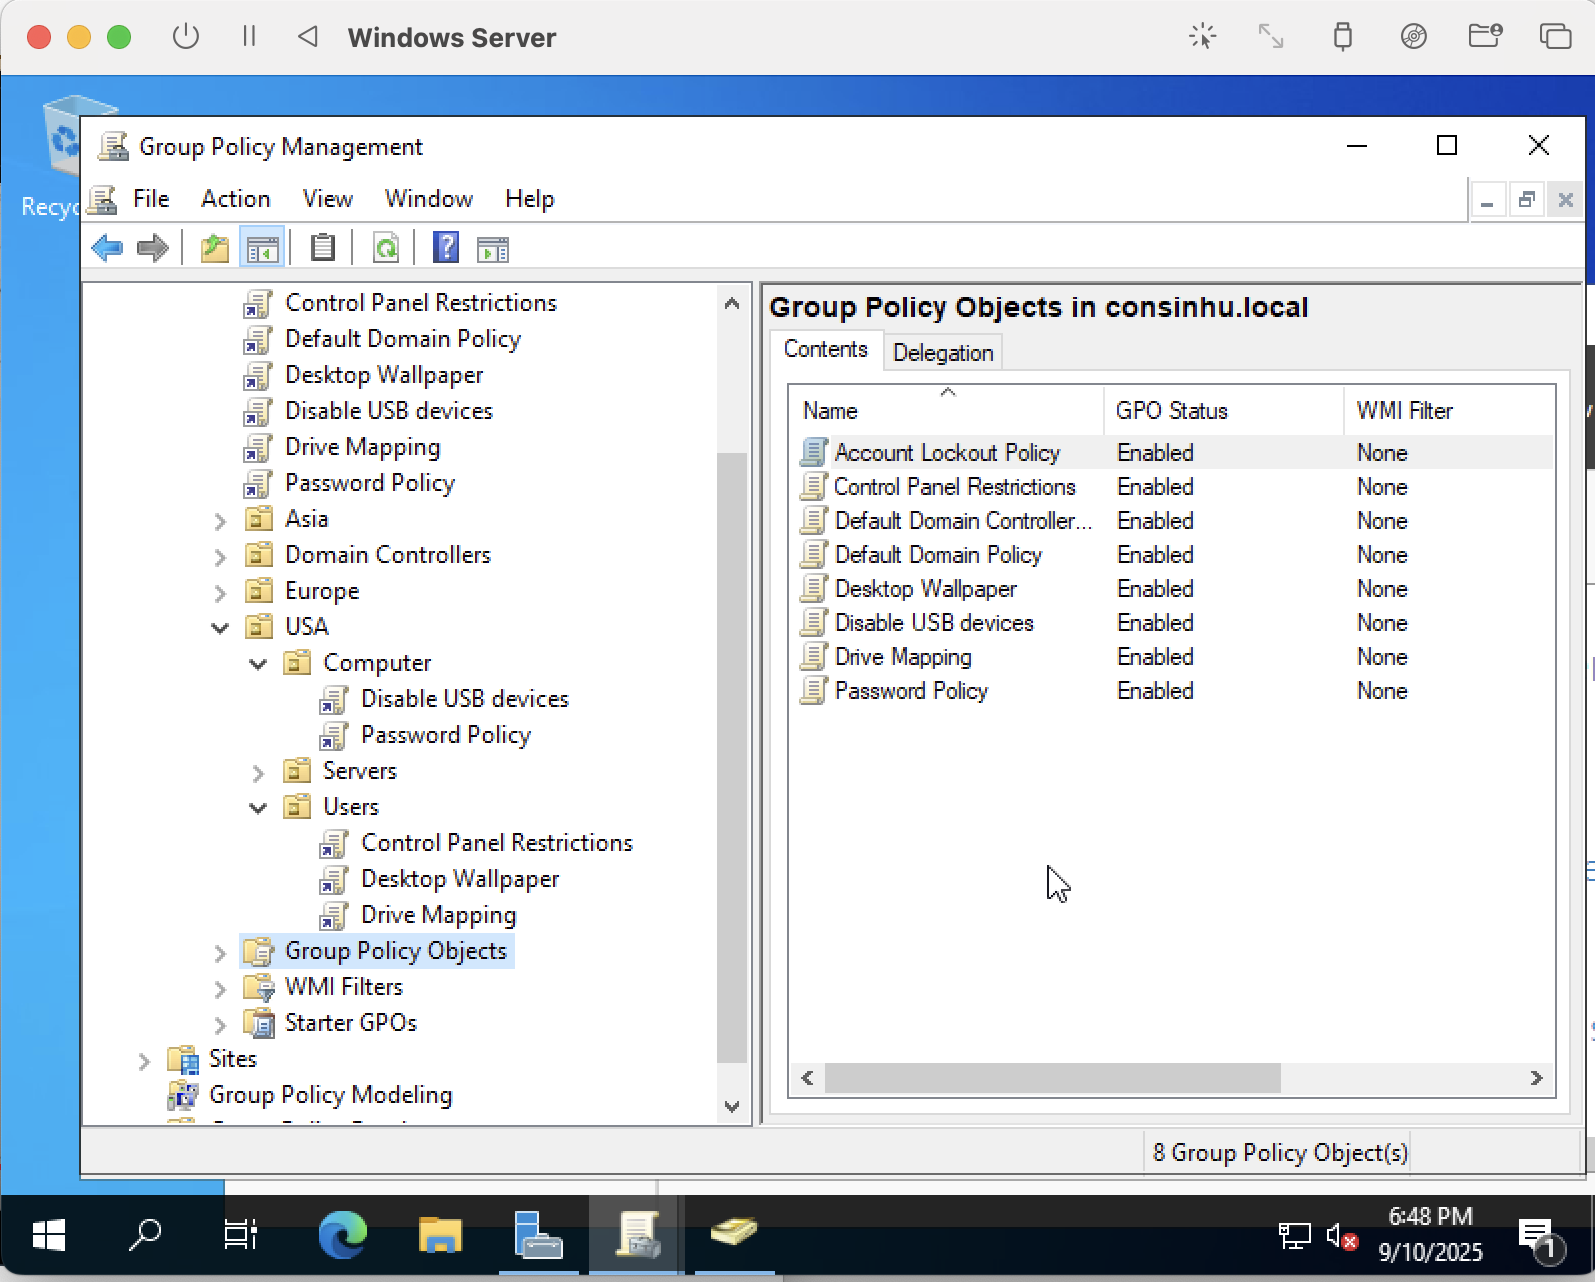 Windows Server
Recyc
Group Policy Management
File Action View Window Help
Control Panel Restrictions
Default Domain Policy
Desktop Wallpaper
Disable USB devices
Drive Mapping
Password Policy
Asia
Domain Controllers
Europe
USA
Computer
Disable USB devices
Password Policy
Servers
Users
Control Panel Restrictions
Desktop Wallpaper
Drive Mapping
Group Policy Objects
WMI Filters
Starter GPOs
Sites
Group Policy Modeling
Group Policy Objects in consinhu.local
Contents Delegation
Name GPO Status WMI Filter
Account Lockout Policy Enabled None
Control Panel Restrictions Enabled None
Default Domain Controller... Enabled None
Default Domain Policy Enabled None
Desktop Wallpaper Enabled None
Disable USB devices Enabled None
Drive Mapping Enabled None
Password Policy Enabled None
8 Group Policy Object(s)
6:48 PM
9/10/2025
1